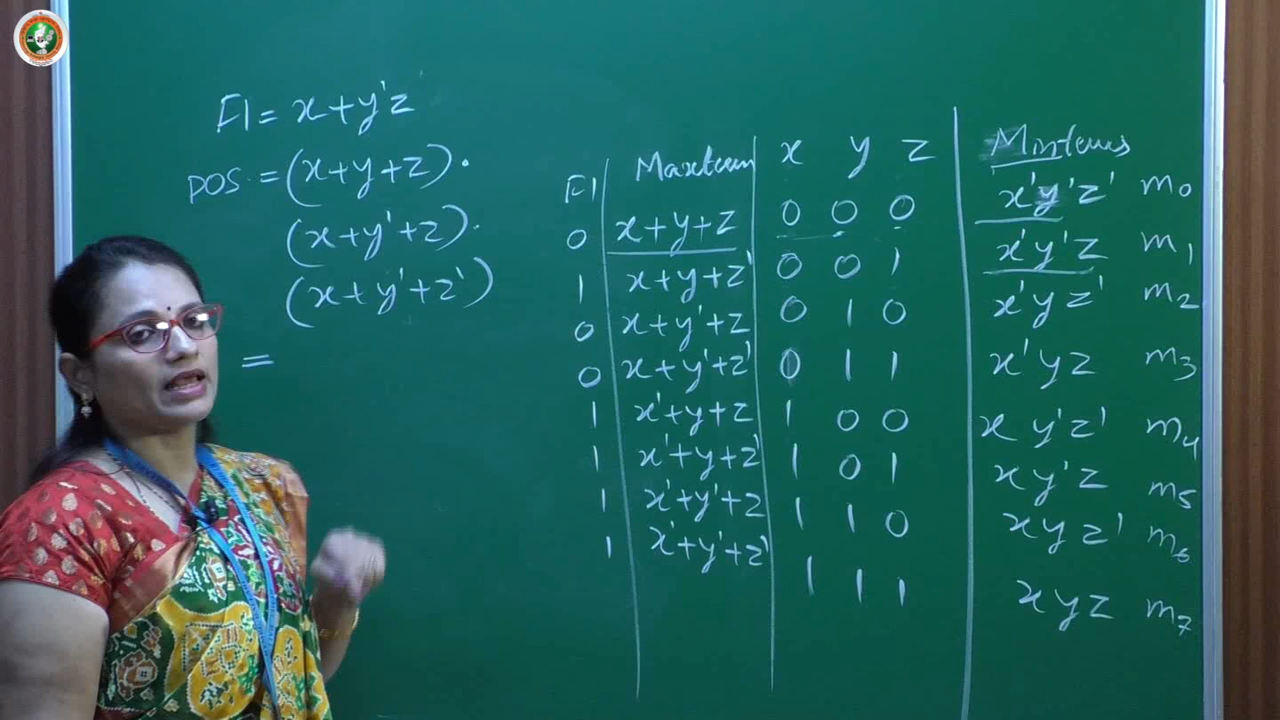 F1 = x + y'z
POS = (x+y+z).
(x+y'+z).
(x+y'+z')
=
F1 Maxterm x y z Minterms
0 x+y+z 0 0 0 x'y'z' m0
1 x+y+z' 0 0 1 x'y'z m1
0 x+y'+z 0 1 0 x'yz' m2
0 x+y'+z' 0 1 1 x'yz m3
1 x'+y+z 1 0 0 xy'z' m4
1 x'+y+z' 1 0 1 xy'z m5
1 x'+y'+z 1 1 0 xyz' m6
1 x'+y'+z' 1 1 1 xyz m7